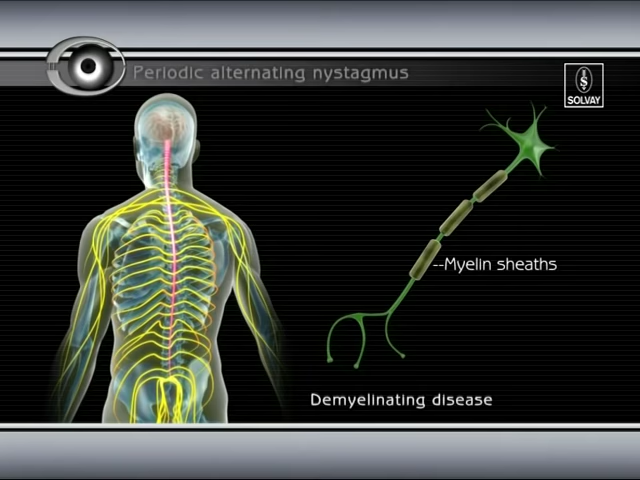 Periodic alternating nystagmus
S
SOLVAY
--Myelin sheaths
Demyelinating disease